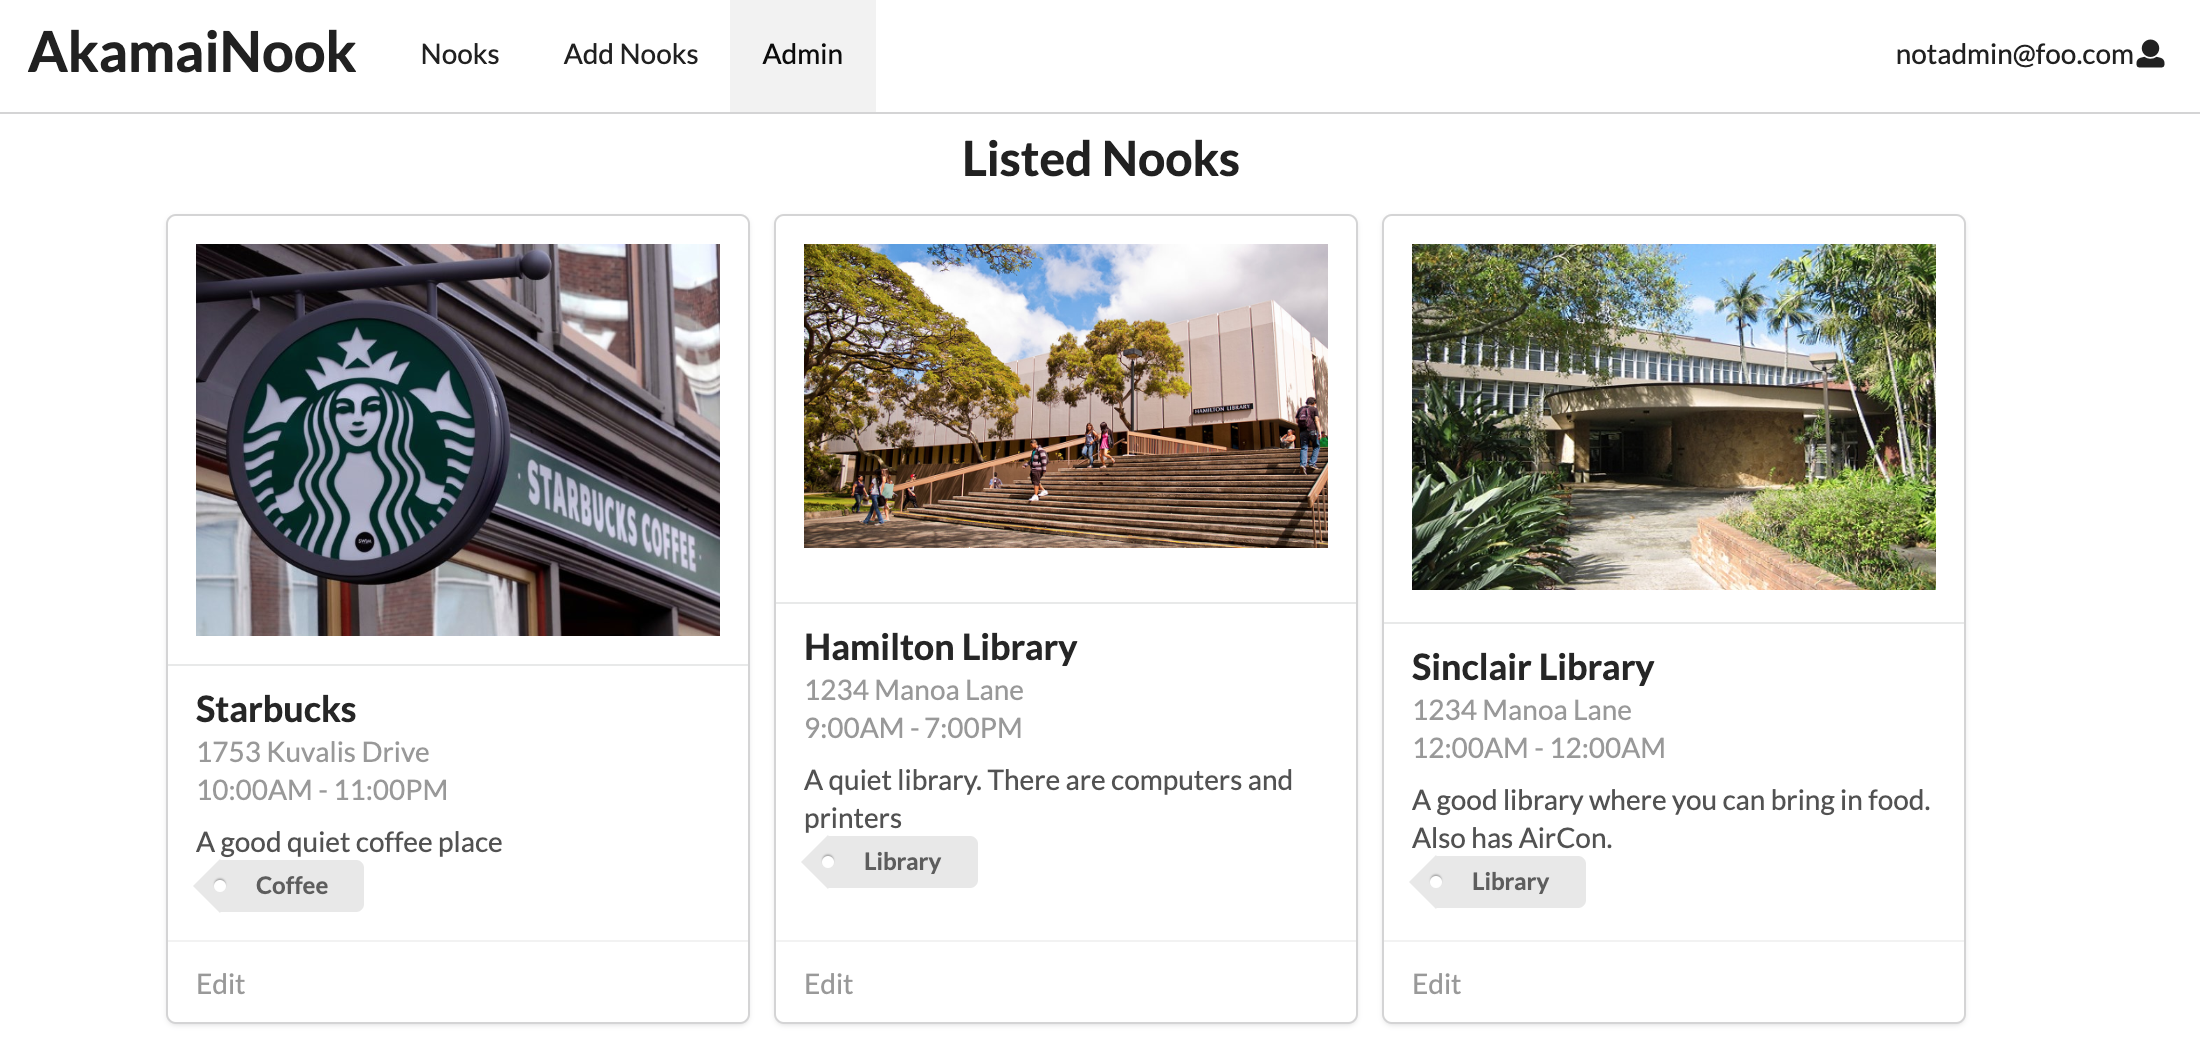 AkamaiNook
Nooks
Add Nooks
Admin
notadmin@foo.com
Listed Nooks
STARBUCKS COFFEE
Starbucks
1753 Kuvalis Drive
10:00AM - 11:00PM
A good quiet coffee place
Coffee
Edit
HAMILTON LIBRARY
Hamilton Library
1234 Manoa Lane
9:00AM - 7:00PM
A quiet library. There are computers and
printers
Library
Edit
Sinclair Library
1234 Manoa Lane
12:00AM - 12:00AM
A good library where you can bring in food.
Also has AirCon.
Library
Edit